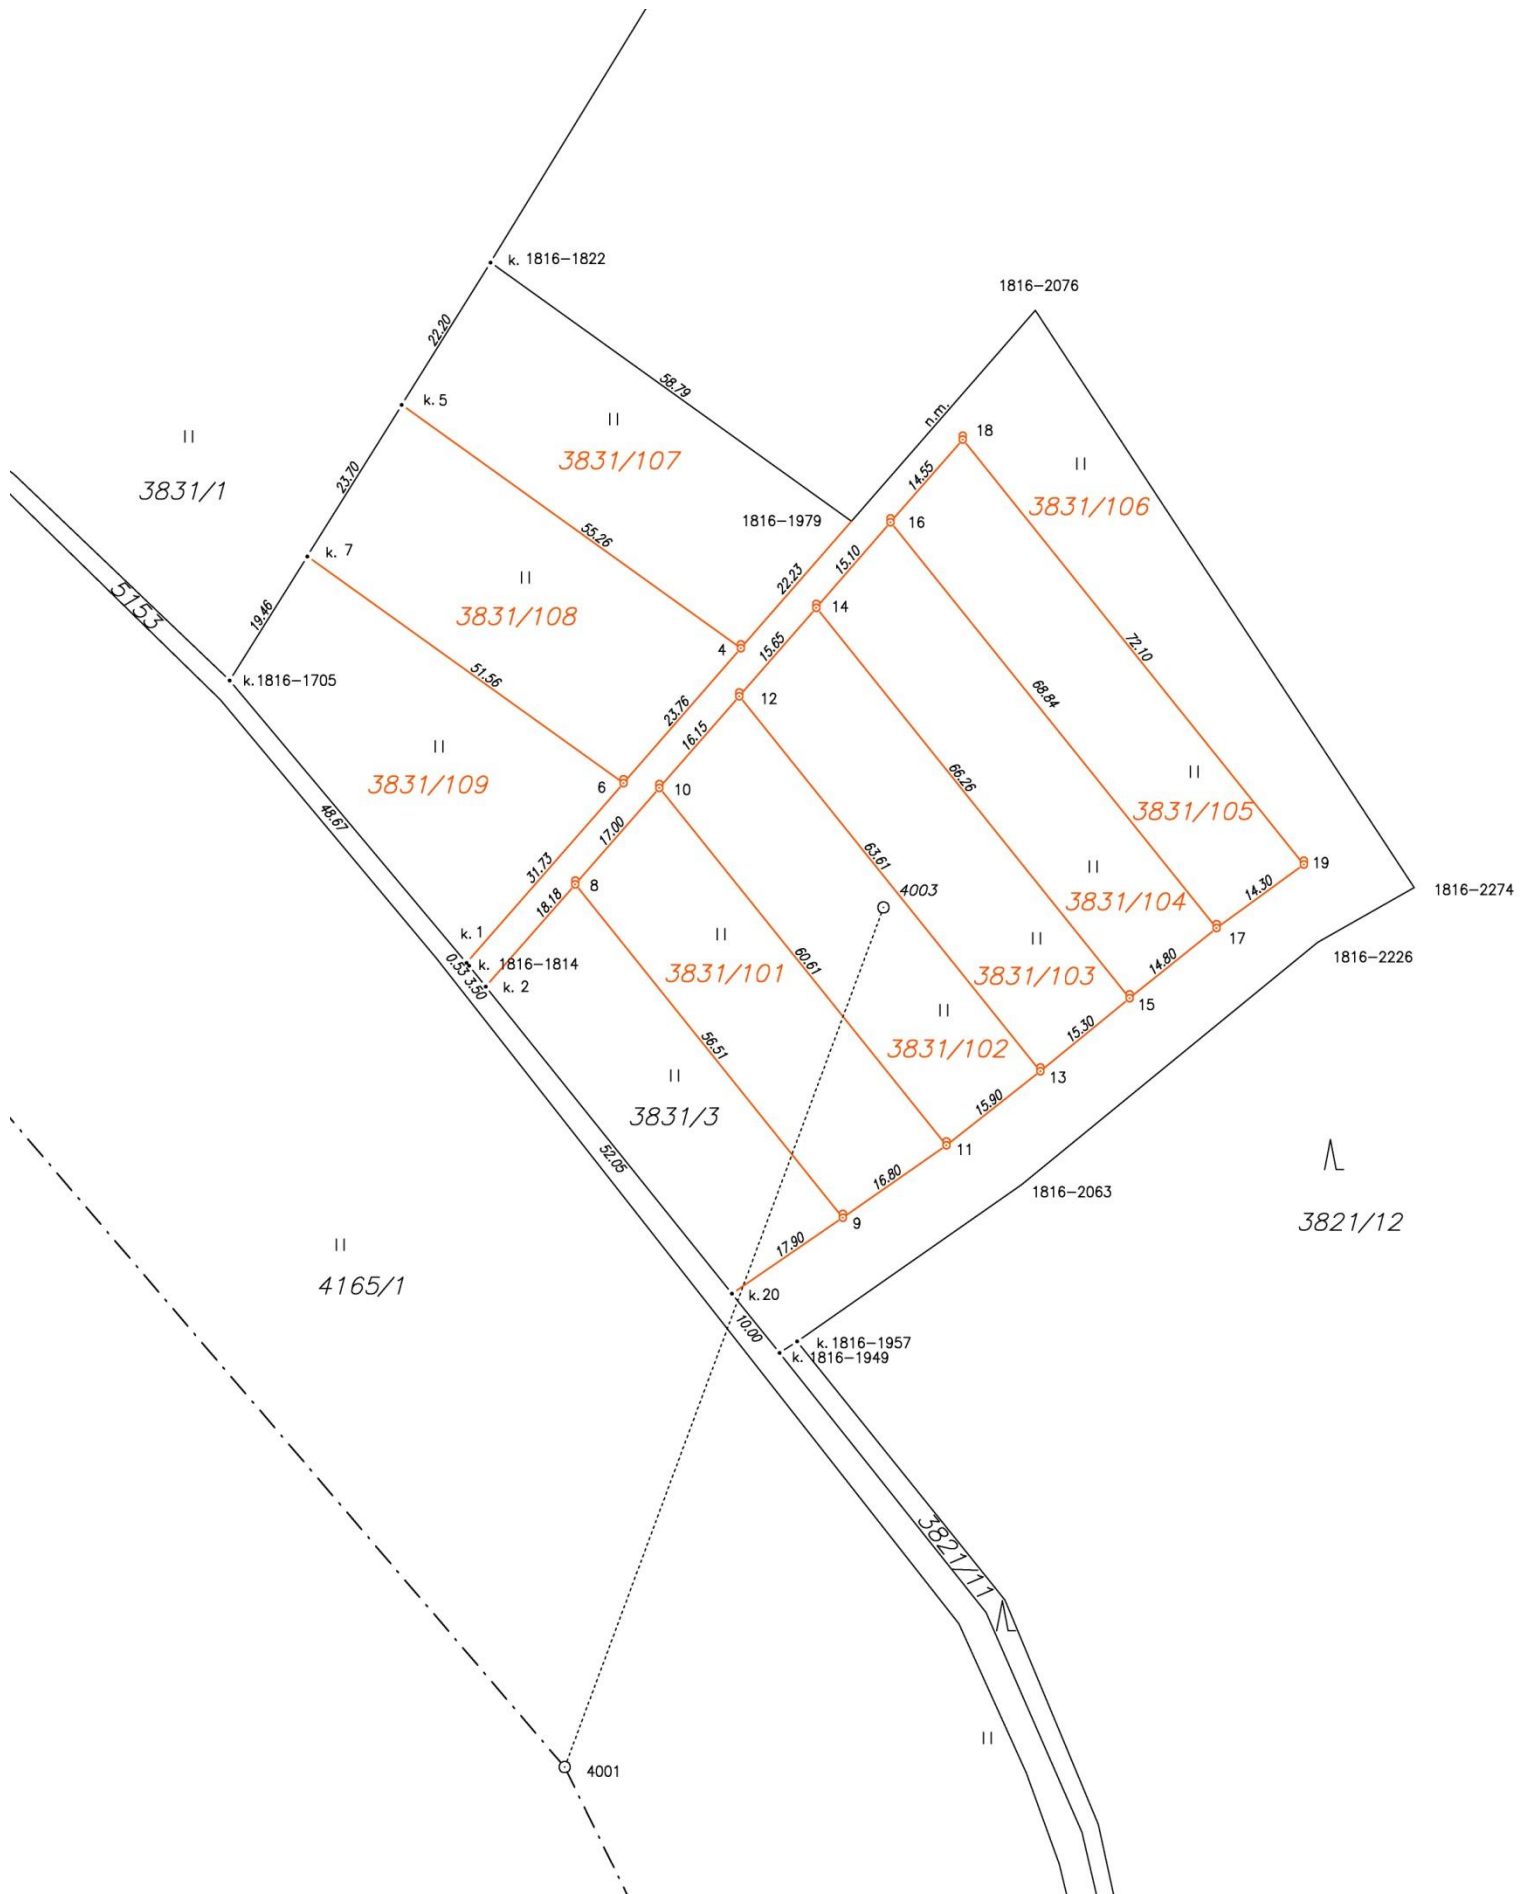 k. 1816-1822
1816-2076
22.20
58.79
k. 5
n.m.
18
II
II
3831/107
II
II
3831/1
14.55
3831/106
23.70
1816-1979
16
55.26
15.10
k. 7
22.23
II
14
5153
3831/108
72.10
19.46
4
15.65
51.56
k.1816-1705
68.84
12
23.76
16.15
II
II
3831/109
6
10
66.26
3831/105
48.67
17.00
63.61
31.73
19
II
8
4003
14.30
1816-2274
18.18
3831/104
k. 1
II
II
17
k. 1816-1814
1816-2226
0.53
3.50
k. 2
3831/101
60.61
14.80
3831/103
15
II
15.30
56.51
3831/102
II
13
3831/3
15.90
52.05
11
16.80
1816-2063
9
3821/12
17.90
II
4165/1
k.20
10.00
k. 1816-1957
k. 1816-1949
3821/11
II
4001